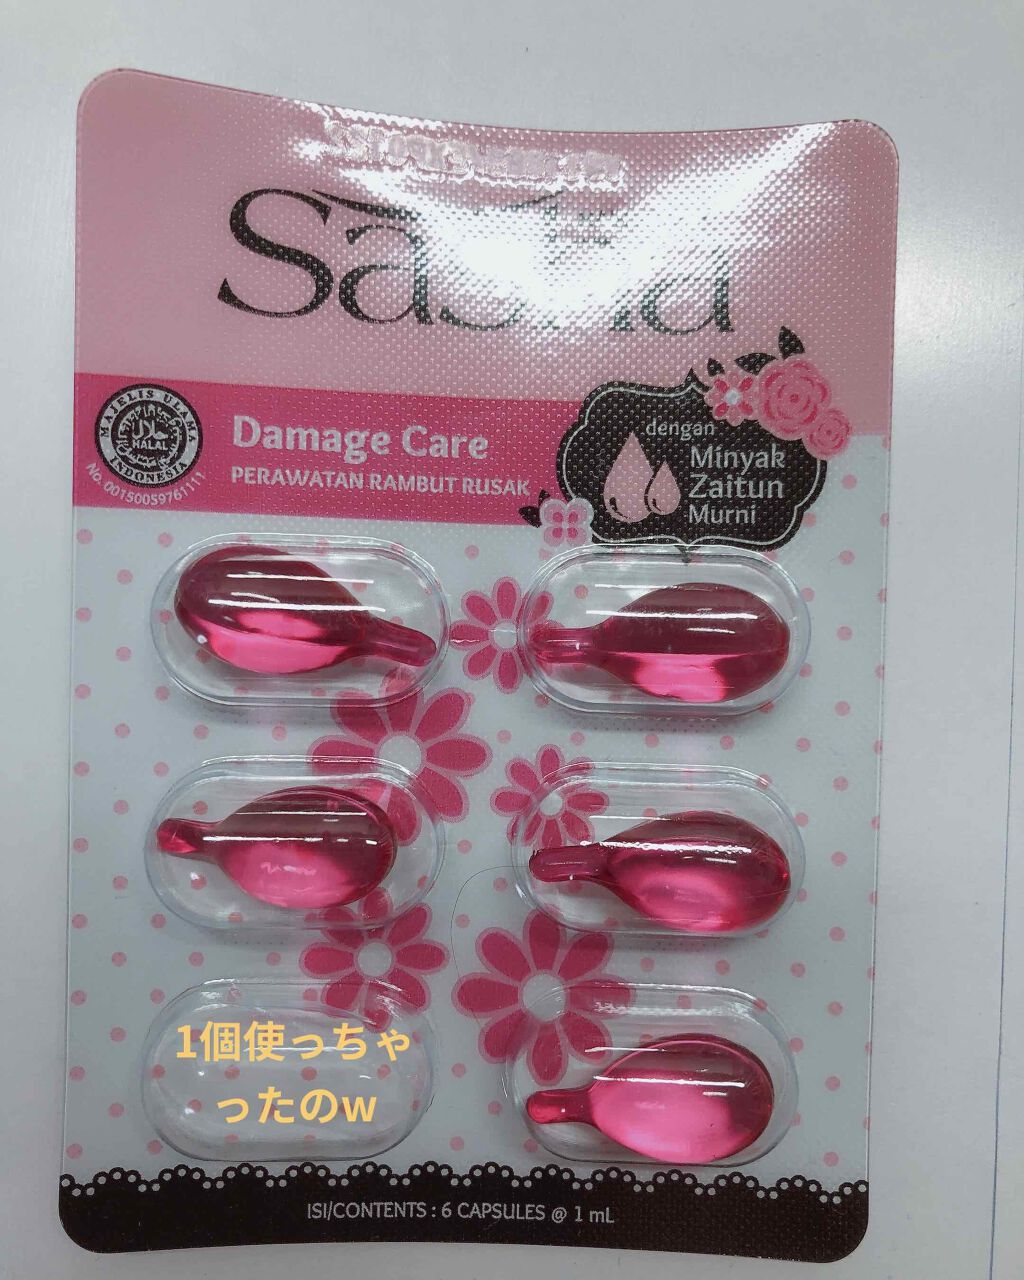 Damage Care
PERAWATAN RAMBUT RUSAK
dengan
Minyak
Zaitun
Murni
MAJELIS ULAMA
INDONESIA
حلال
HALAL
No. 00150059761111
1個使っちゃ
ったのw
ISI/CONTENTS : 6 CAPSULES @ 1 mL